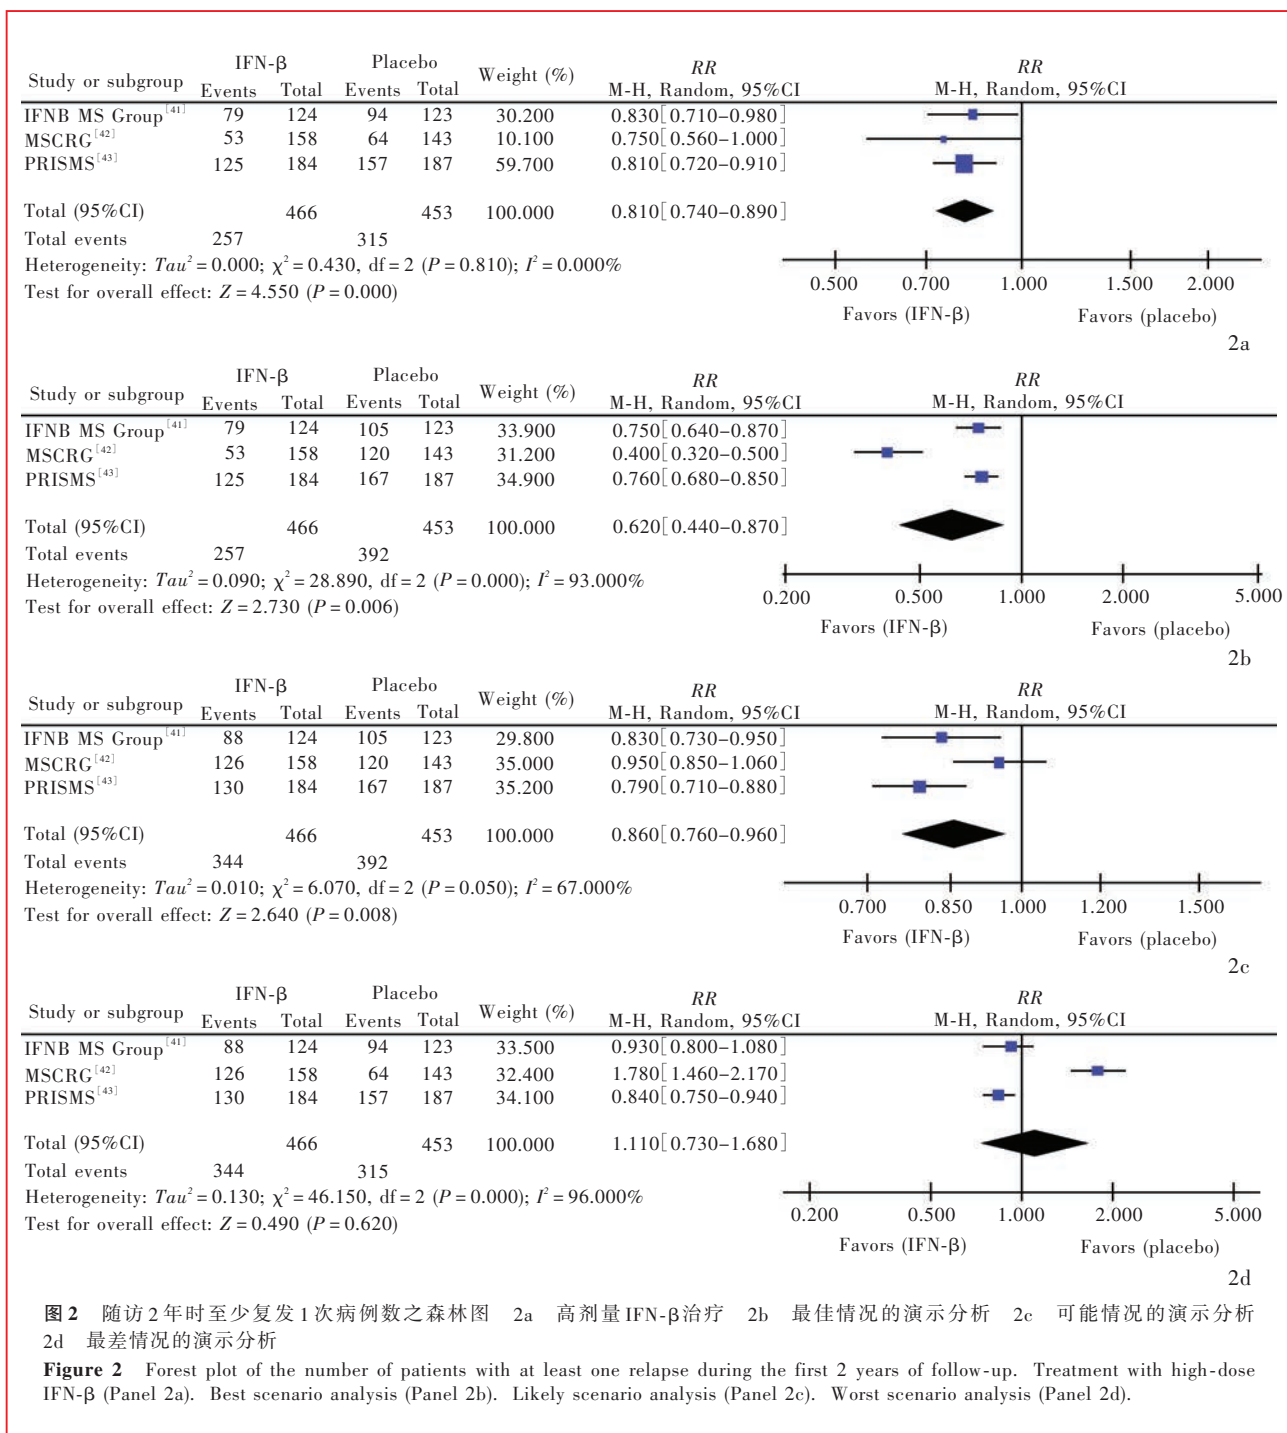 IFN-β Placebo RR RR
Study or subgroup Events Total Events Total Weight (%) M-H, Random, 95%CI M-H, Random, 95%CI
IFNB MS Group[41] 79 124 94 123 30.200 0.830[0.710-0.980]
MSCRG[42] 53 158 64 143 10.100 0.750[0.560-1.000]
PRISMS[43] 125 184 157 187 59.700 0.810[0.720-0.910]
Total (95%CI) 466 453 100.000 0.810[0.740-0.890]
Total events 257 315
Heterogeneity: Tau²=0.000; χ²=0.430, df=2 (P=0.810); I²=0.000%
Test for overall effect: Z=4.550 (P=0.000)
0.500 0.700 1.000 1.500 2.000
Favors (IFN-β) Favors (placebo)
2a
IFN-β Placebo RR RR
Study or subgroup Events Total Events Total Weight (%) M-H, Random, 95%CI M-H, Random, 95%CI
IFNB MS Group[41] 79 124 105 123 33.900 0.750[0.640-0.870]
MSCRG[42] 53 158 120 143 31.200 0.400[0.320-0.500]
PRISMS[43] 125 184 167 187 34.900 0.760[0.680-0.850]
Total (95%CI) 466 453 100.000 0.620[0.440-0.870]
Total events 257 392
Heterogeneity: Tau²=0.090; χ²=28.890, df=2 (P=0.000); I²=93.000%
Test for overall effect: Z=2.730 (P=0.006)
0.200 0.500 1.000 2.000 5.000
Favors (IFN-β) Favors (placebo)
2b
IFN-β Placebo RR RR
Study or subgroup Events Total Events Total Weight (%) M-H, Random, 95%CI M-H, Random, 95%CI
IFNB MS Group[41] 88 124 105 123 29.800 0.830[0.730-0.950]
MSCRG[42] 126 158 120 143 35.000 0.950[0.850-1.060]
PRISMS[43] 130 184 167 187 35.200 0.790[0.710-0.880]
Total (95%CI) 466 453 100.000 0.860[0.760-0.960]
Total events 344 392
Heterogeneity: Tau²=0.010; χ²=6.070, df=2 (P=0.050); I²=67.000%
Test for overall effect: Z=2.640 (P=0.008)
0.700 0.850 1.000 1.200 1.500
Favors (IFN-β) Favors (placebo)
2c
IFN-β Placebo RR RR
Study or subgroup Events Total Events Total Weight (%) M-H, Random, 95%CI M-H, Random, 95%CI
IFNB MS Group[41] 88 124 94 123 33.500 0.930[0.800-1.080]
MSCRG[42] 126 158 64 143 32.400 1.780[1.460-2.170]
PRISMS[43] 130 184 157 187 34.100 0.840[0.750-0.940]
Total (95%CI) 466 453 100.000 1.110[0.730-1.680]
Total events 344 315
Heterogeneity: Tau²=0.130; χ²=46.150, df=2 (P=0.000); I²=96.000%
Test for overall effect: Z=0.490 (P=0.620)
0.200 0.500 1.000 2.000 5.000
Favors (IFN-β) Favors (placebo)
2d
图2 随访2年时至少复发1次病例数之森林图 2a 高剂量IFN-β治疗 2b 最佳情况的演示分析 2c 可能情况的演示分析
2d 最差情况的演示分析
Figure 2 Forest plot of the number of patients with at least one relapse during the first 2 years of follow-up. Treatment with high-dose
IFN-β (Panel 2a). Best scenario analysis (Panel 2b). Likely scenario analysis (Panel 2c). Worst scenario analysis (Panel 2d).